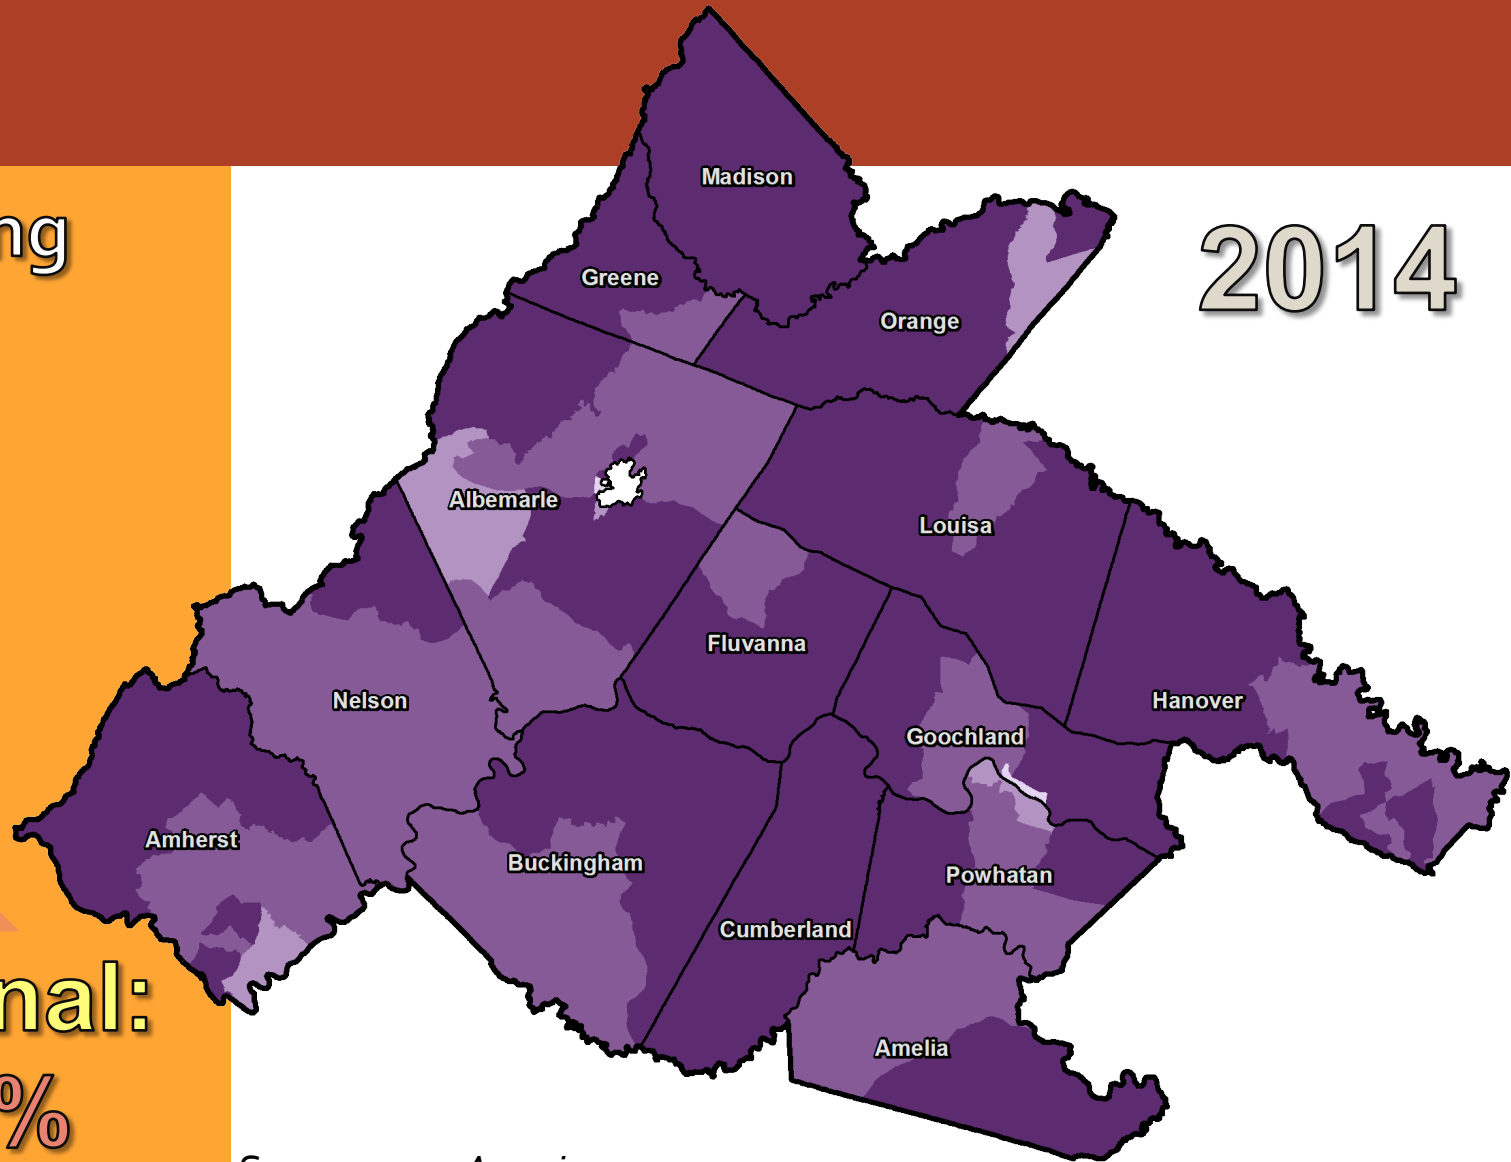 ng
Madison
2014
Greene
Orange
Albemarle
Louisa
Fluvanna
Nelson
Hanover
Goochland
Amherst
Buckingham
Powhatan
Cumberland
nal:
Amelia
%